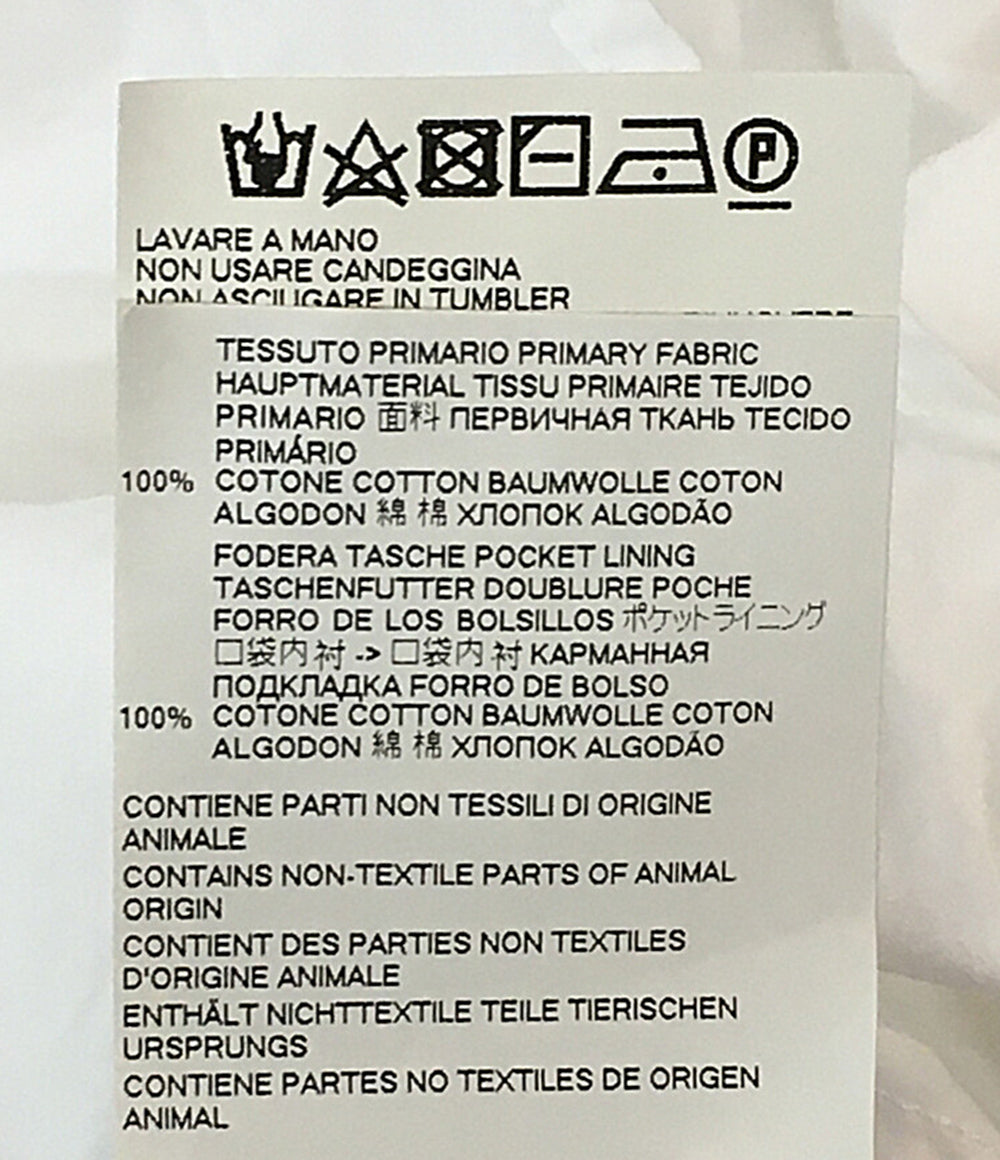 P
LAVARE A MANO
NON USARE CANDEGGINA
NON ASCIUGARE IN TUMBLER
TESSUTO PRIMARIO PRIMARY FABRIC
HAUPTMATERIAL TISSU PRIMAIRE TEJIDO
PRIMARIO 面料 ПЕРВИЧНАЯ ТКАНЬ TECIDO
PRIMÁRIO
100% COTONE COTTON BAUMWOLLE COTON
ALGODON 綿 棉 ХЛОПОК ALGODÃO
FODERA TASCHE POCKET LINING
TASCHENFUTTER DOUBLURE POCHE
FORRO DE LOS BOLSILLOS ポケットライニング
口袋内衬 -> 口袋内衬 КАРМАННАЯ
ПОДКЛАДКА FORRO DE BOLSO
100% COTONE COTTON BAUMWOLLE COTON
ALGODON 綿 棉 ХЛОПОК ALGODÃO
CONTIENE PARTI NON TESSILI DI ORIGINE
ANIMALE
CONTAINS NON-TEXTILE PARTS OF ANIMAL
ORIGIN
CONTIENT DES PARTIES NON TEXTILES
D'ORIGINE ANIMALE
ENTHÄLT NICHTTEXTILE TEILE TIERISCHEN
URSPRUNGS
CONTIENE PARTES NO TEXTILES DE ORIGEN
ANIMAL